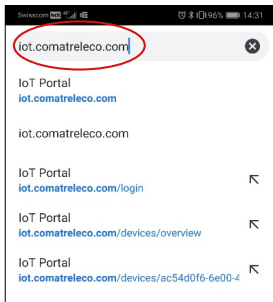 Swisscom 96% 14:31
iot.comatreleco.com
IoT Portal
iot.comatreleco.com
iot.comatreleco.com
IoT Portal
iot.comatreleco.com/login
IoT Portal
iot.comatreleco.com/devices/overview
IoT Portal
iot.comatreleco.com/devices/ac54d0f6-6e00-4